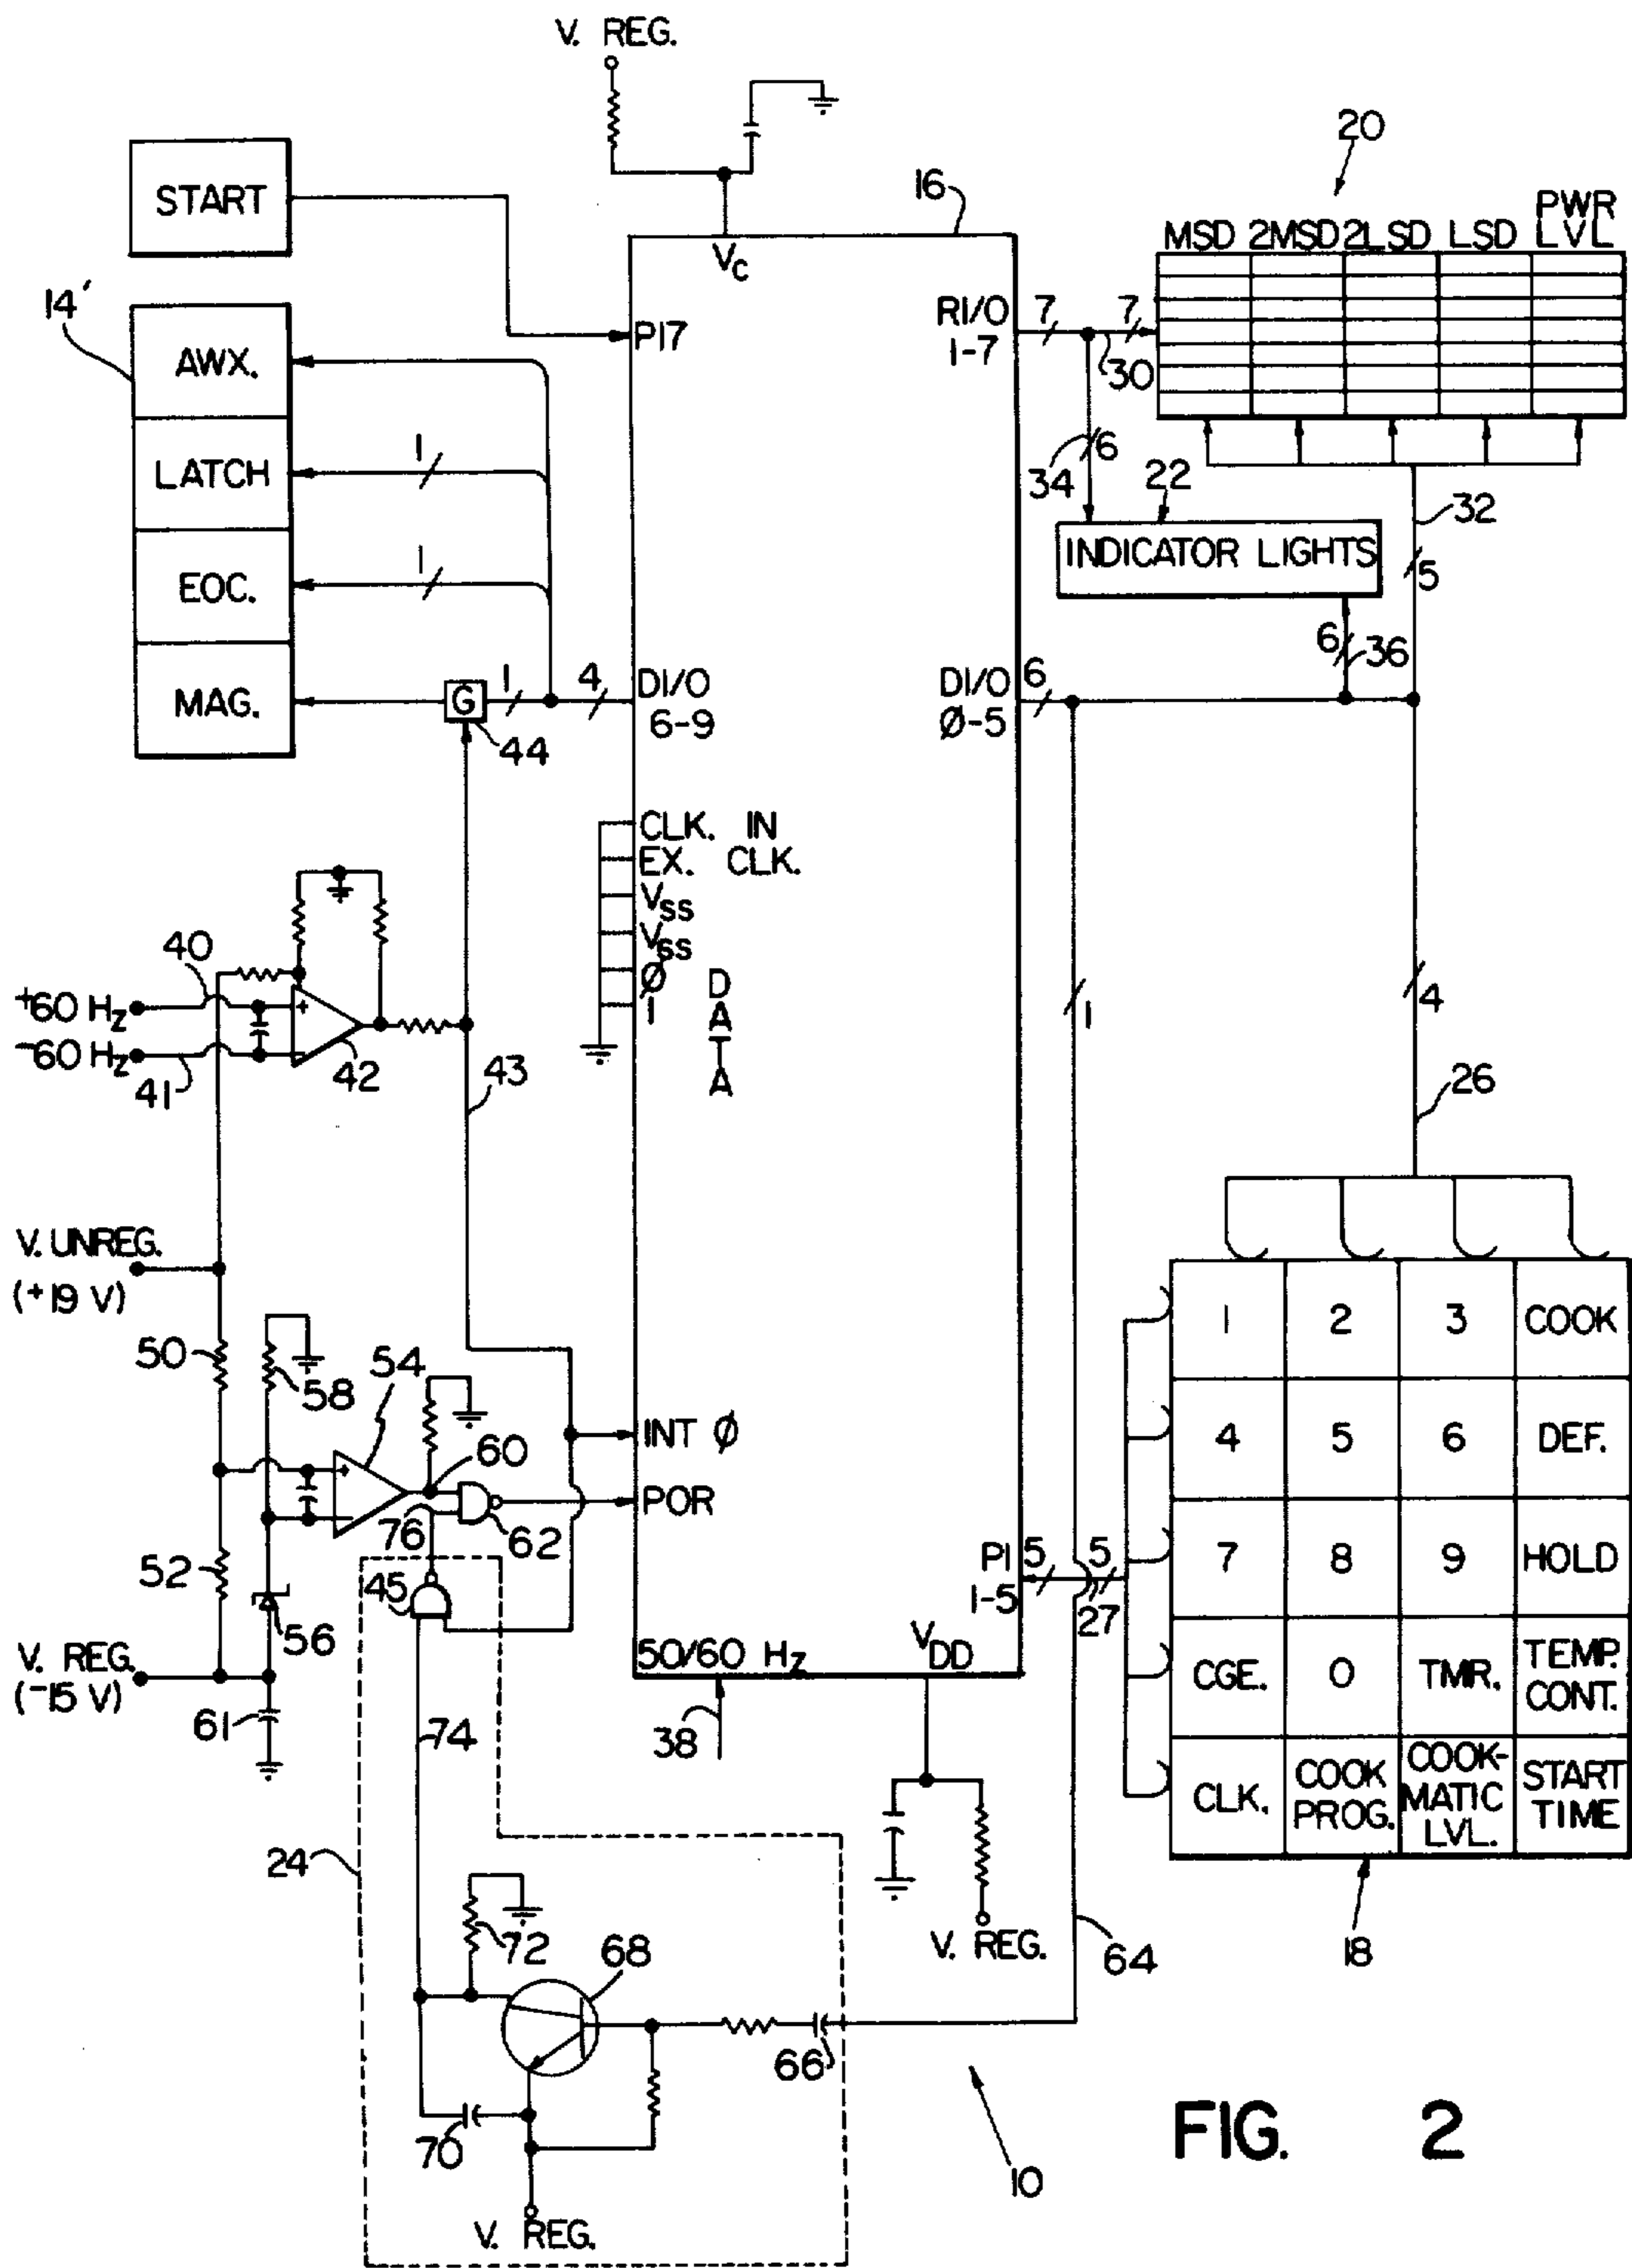 V. REG.
20
START
16
MSD 2MSD 2LSD LSD PWR LVL
V_C
14'
PI7
RI/O
1-7
7
7
30
AWX.
LATCH
1
34
6
22
32
INDICATOR LIGHTS
5
EOC.
1
6
36
MAG.
G
1
4
DI/O
6-9
DI/O
Ø-5
6
44
CLK. IN
EX. CLK.
V_SS
V_SS
Ø
1
DATA
40
+60 Hz
-60 Hz
41
42
43
1
4
26
V. UNREG.
(+19 V)
50
58
54
60
INT Ø
POR
76
62
52
45
56
PI
1-5
5
5
27
V. REG.
(-15 V)
61
50/60 Hz
V_DD
38
74
1 2 3 COOK
4 5 6 DEF.
7 8 9 HOLD
CGE. 0 TMR. TEMP. CONT.
CLK. COOK PROG. COOK-MATIC LVL. START TIME
24
72
68
V. REG.
64
18
66
70
10
V. REG.
FIG. 2